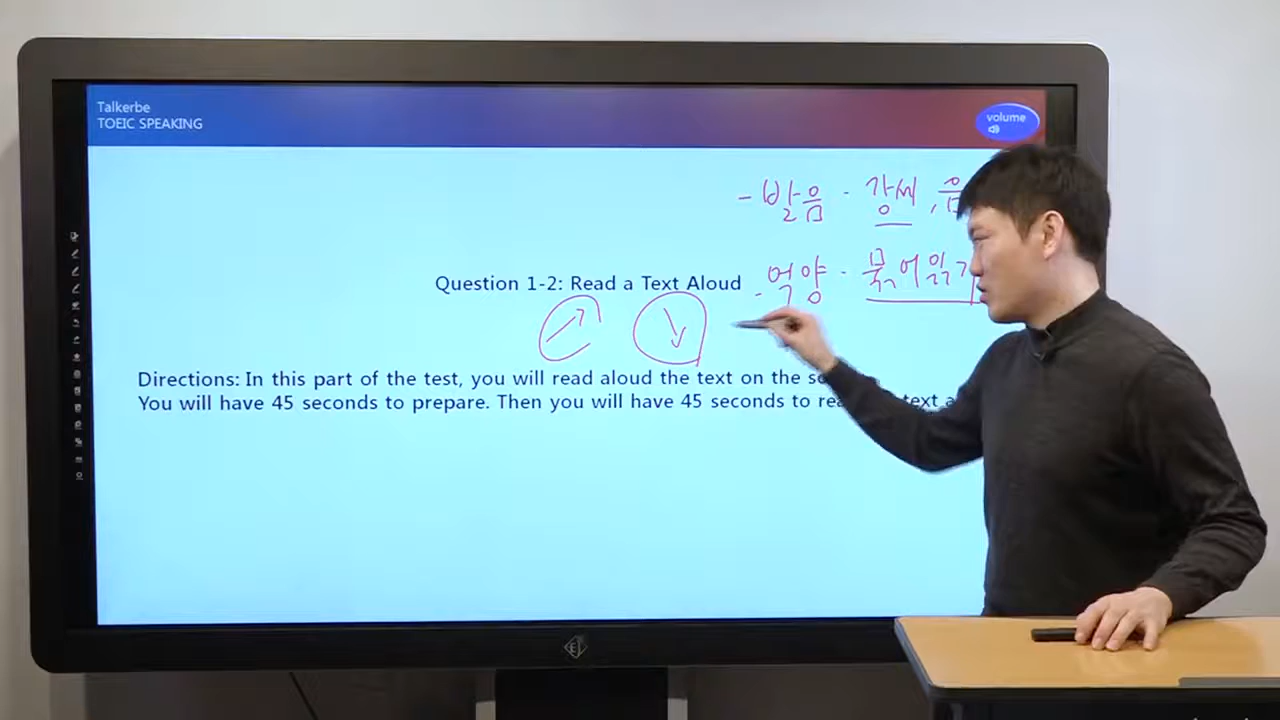 Talkerbe
TOEIC SPEAKING
volume
- 발음 - 강세,
- 억양 - 묶어읽기
Question 1-2: Read a Text Aloud
Directions: In this part of the test, you will read aloud the text on the
You will have 45 seconds to prepare. Then you will have 45 seconds to text